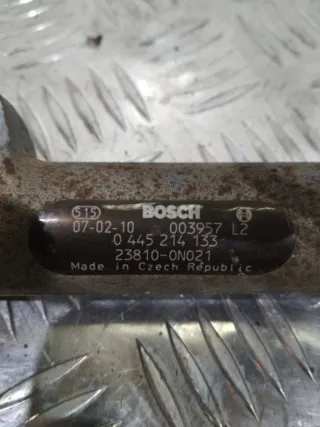 515 BOSCH
07-02-10 003957 L2
0 445 214 133
23810-0N021
Made in Czech Republic